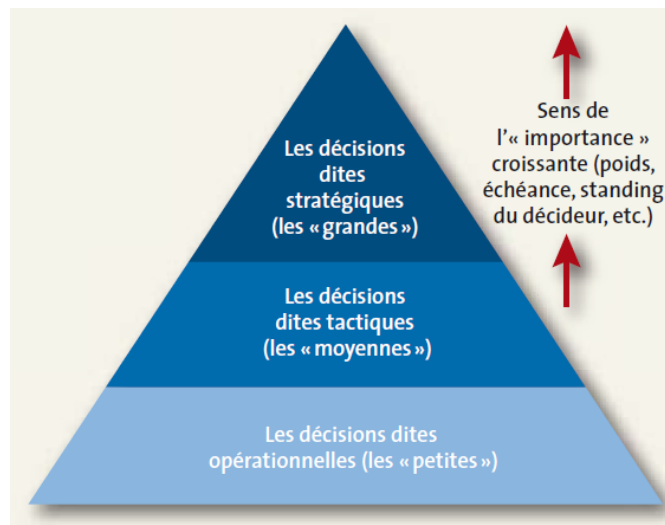 Les décisions
dites
stratégiques
(les « grandes »)
Sens de
l'« importance »
croissante (poids,
échéance, standing
du décideur, etc.)
Les décisions
dites tactiques
(les « moyennes »)
Les décisions dites
opérationnelles (les « petites »)